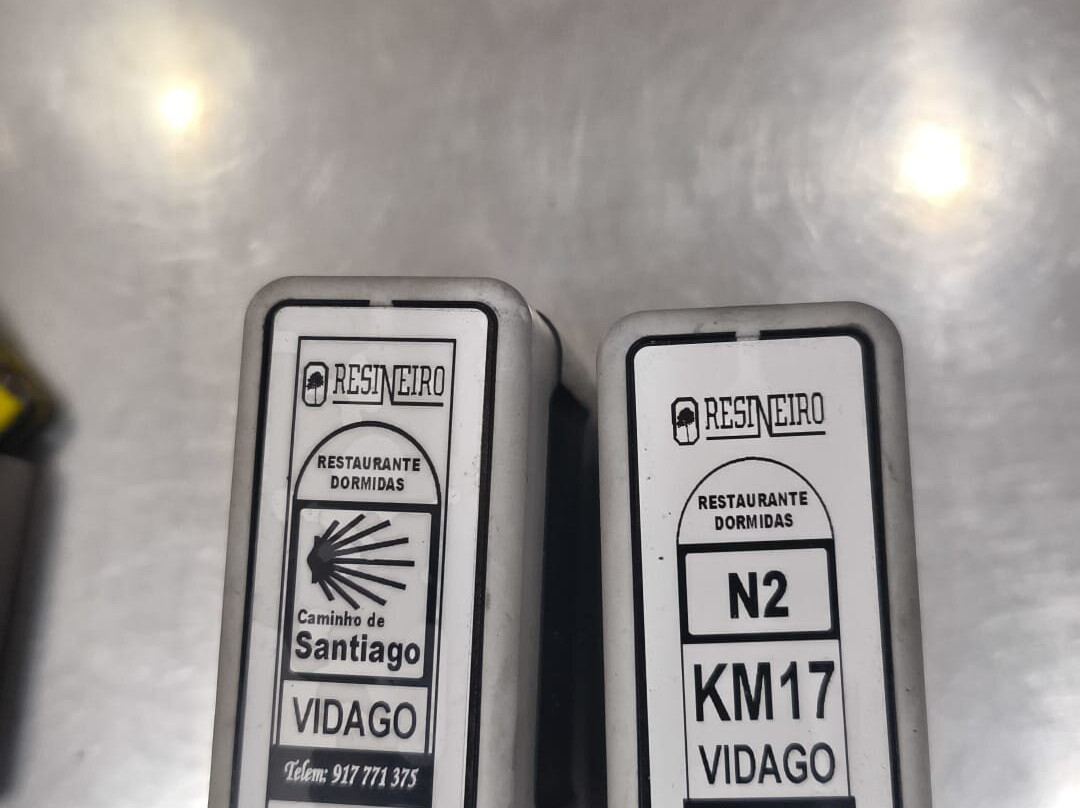 RESINEIRO
RESTAURANTE
DORMIDAS
Caminho de
Santiago
VIDAGO
Telem: 917 771 375
RESINEIRO
RESTAURANTE
DORMIDAS
N2
KM17
VIDAGO